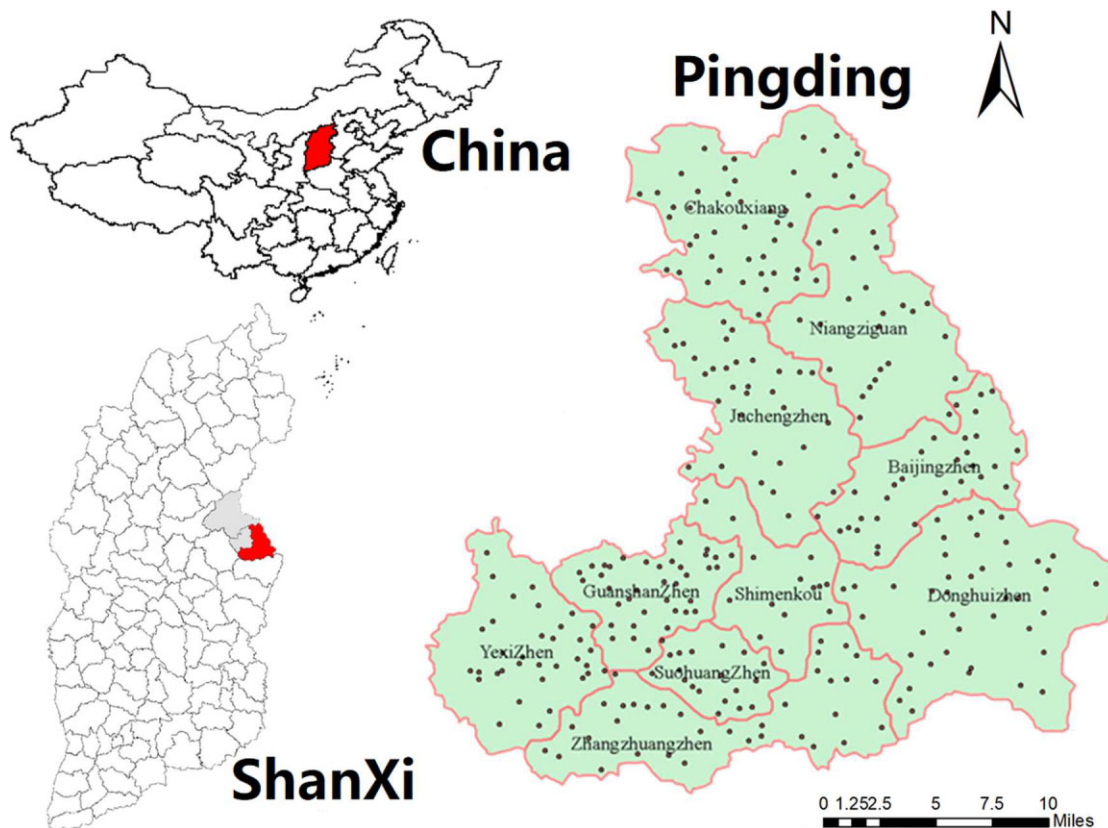 China
ShanXi
Pingding
N
Chakouxiang
Niangziguan
Jachengzhen
Baijingzhen
GuanshanZhen
Shimenkou
Donghuizhen
YexiZhen
SuohuangZhen
Zhangzhuangzhen
0 1.252.5 5 7.5 10
Miles